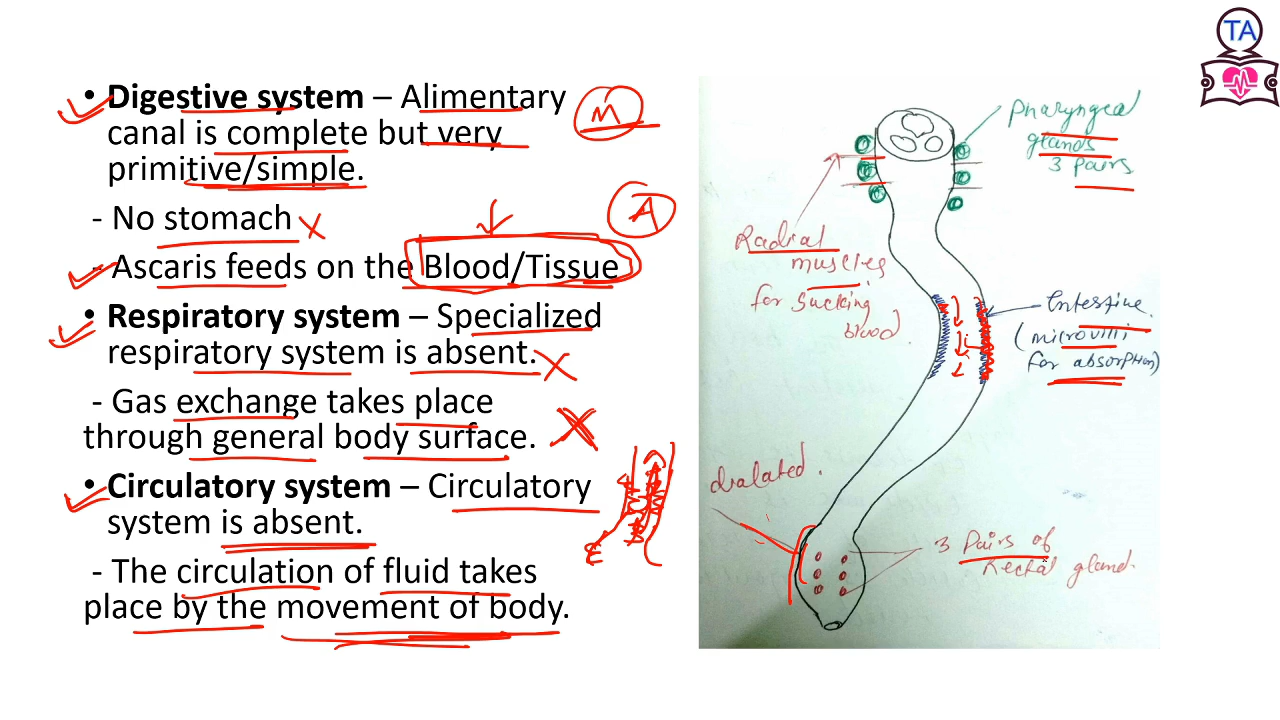 TA
• Digestive system – Alimentary
canal is complete but very
primitive/simple.
- No stomach
- Ascaris feeds on the Blood/Tissue
• Respiratory system – Specialized
respiratory system is absent.
- Gas exchange takes place
through general body surface.
• Circulatory system – Circulatory
system is absent.
- The circulation of fluid takes
place by the movement of body.
M
A
E
Pharyngeal
glands
3 pairs
Radial
muscles
for sucking
blood.
Intestine
(microvilli
for absorption)
dialated.
3 Pairs of
Rectal gland.